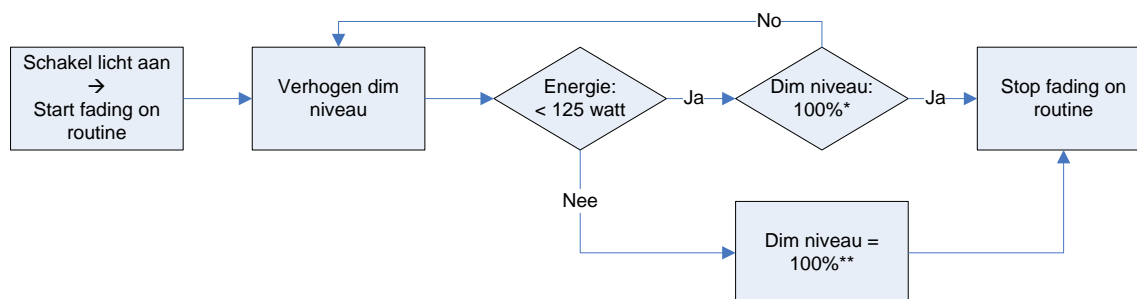 No
Schakel licht aan
→
Start fading on
routine
Verhogen dim
niveau
Energie:
< 125 watt
Ja
Dim niveau:
100%*
Ja
Stop fading on
routine
Nee
Dim niveau =
100%**